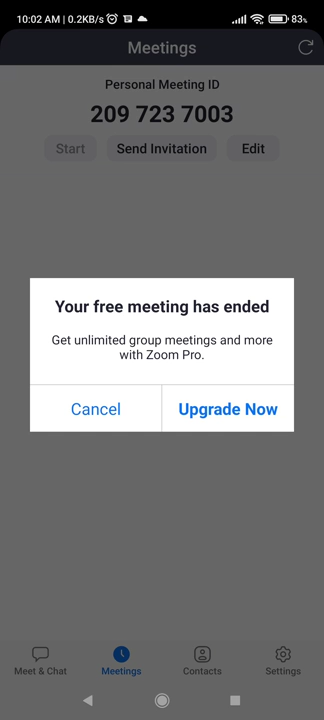 10:02 AM | 0.2KB/s
83%
Meetings
Personal Meeting ID
209 723 7003
Start
Send Invitation
Edit
Your free meeting has ended
Get unlimited group meetings and more
with Zoom Pro.
Cancel
Upgrade Now
Meet & Chat
Meetings
Contacts
Settings